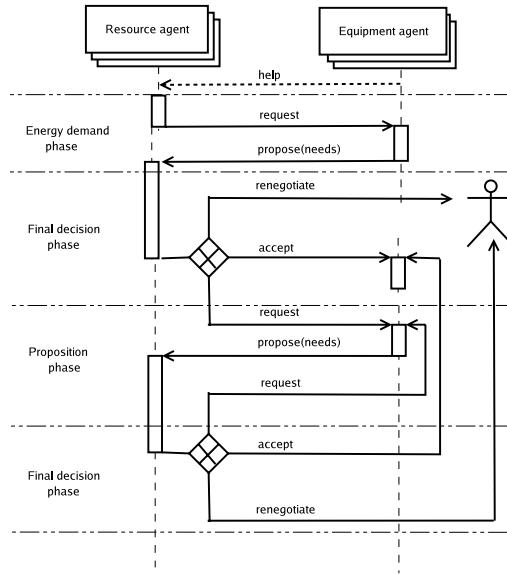 Resource agent
Equipment agent
help
request
Energy demand
phase
propose(needs)
renegotiate
Final decision
phase
accept
request
propose(needs)
Proposition
phase
request
accept
Final decision
phase
renegotiate